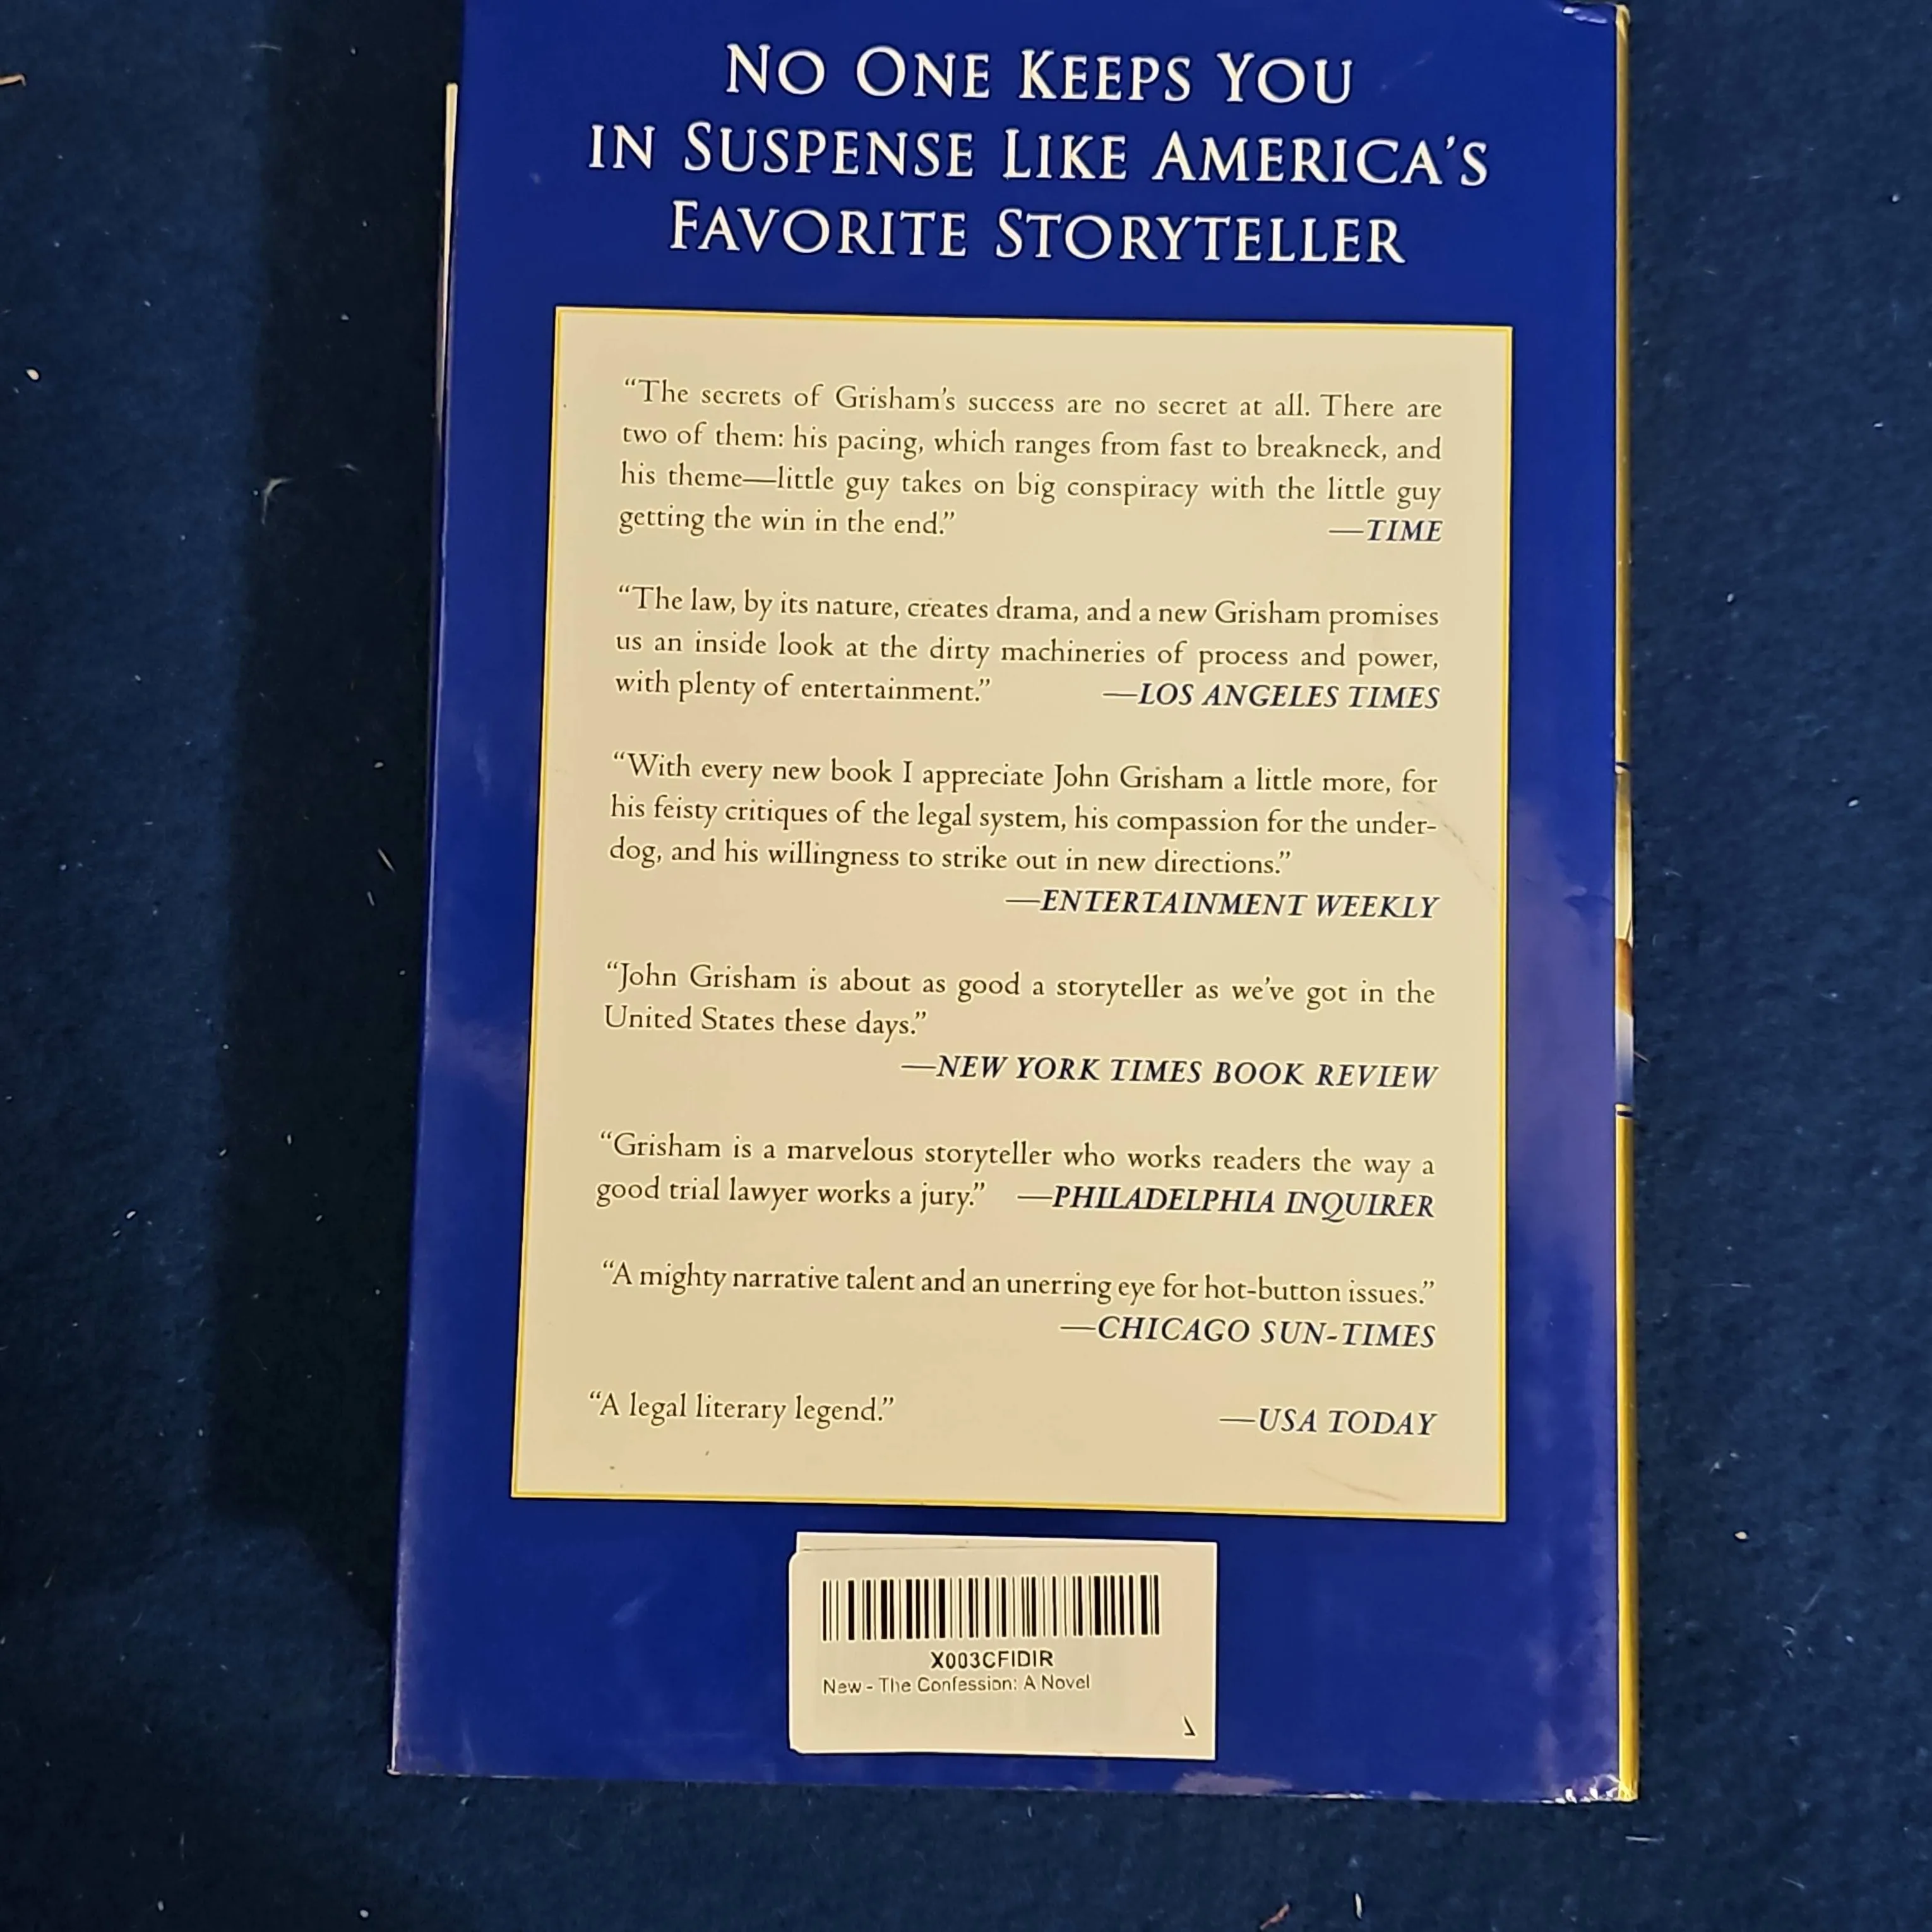 NO ONE KEEPS YOU
IN SUSPENSE LIKE AMERICA'S
FAVORITE STORYTELLER
“The secrets of Grisham’s success are no secret at all. There are
two of them: his pacing, which ranges from fast to breakneck, and
his theme—little guy takes on big conspiracy with the little guy
getting the win in the end.” —TIME
“The law, by its nature, creates drama, and a new Grisham promises
us an inside look at the dirty machineries of process and power,
with plenty of entertainment.” —LOS ANGELES TIMES
“With every new book I appreciate John Grisham a little more, for
his feisty critiques of the legal system, his compassion for the under-
dog, and his willingness to strike out in new directions.”
—ENTERTAINMENT WEEKLY
“John Grisham is about as good a storyteller as we’ve got in the
United States these days.”
—NEW YORK TIMES BOOK REVIEW
“Grisham is a marvelous storyteller who works readers the way a
good trial lawyer works a jury.” —PHILADELPHIA INQUIRER
“A mighty narrative talent and an unerring eye for hot-button issues.”
—CHICAGO SUN-TIMES
“A legal literary legend.” —USA TODAY
X003CFIDIR
New - The Confession: A Novel